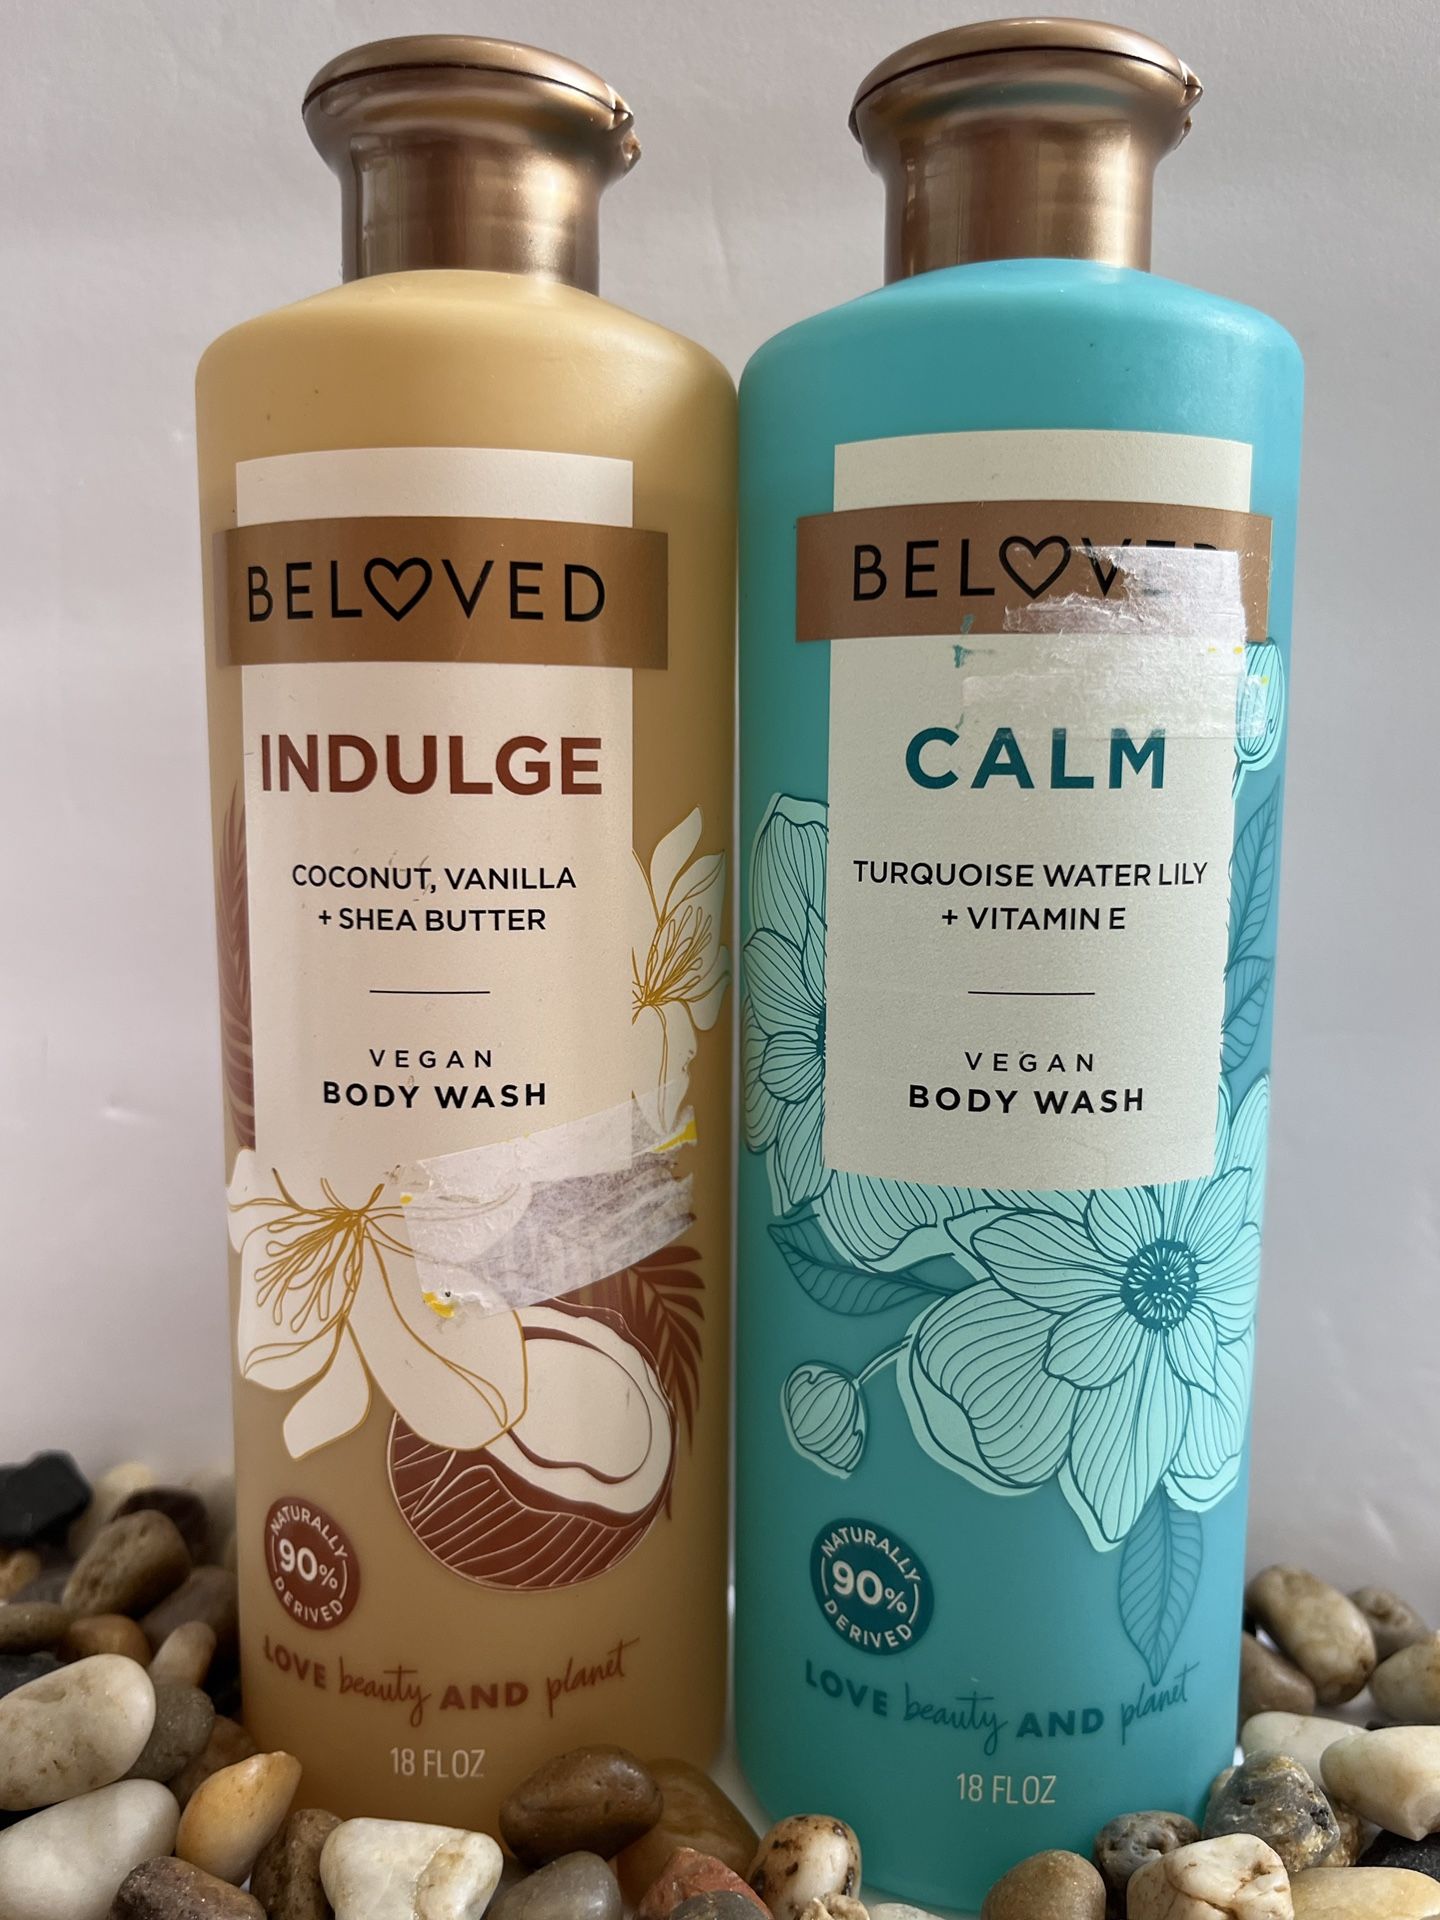 BELOVED
INDULGE
COCONUT, VANILLA
+ SHEA BUTTER
VEGAN
BODY WASH
NATURALLY
90%
DERIVED
LOVE beauty AND planet
18 FL OZ
BELOVED
CALM
TURQUOISE WATER LILY
+ VITAMIN E
VEGAN
BODY WASH
NATURALLY
90%
DERIVED
LOVE beauty AND planet
18 FL OZ